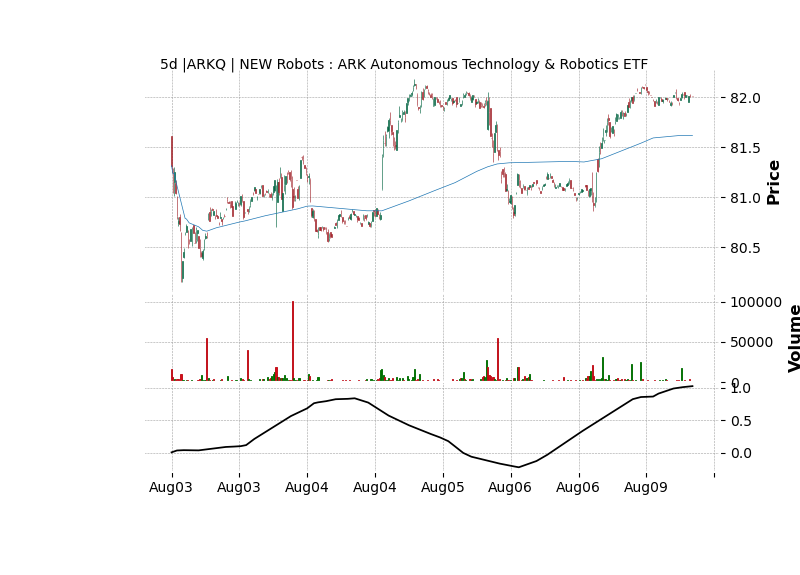 5d |ARKQ | NEW Robots : ARK Autonomous Technology & Robotics ETF
82.0
81.5
81.0
80.5
Price
100000
50000
0
Volume
1.0
0.5
0.0
Aug03 Aug03 Aug04 Aug04 Aug05 Aug06 Aug06 Aug09